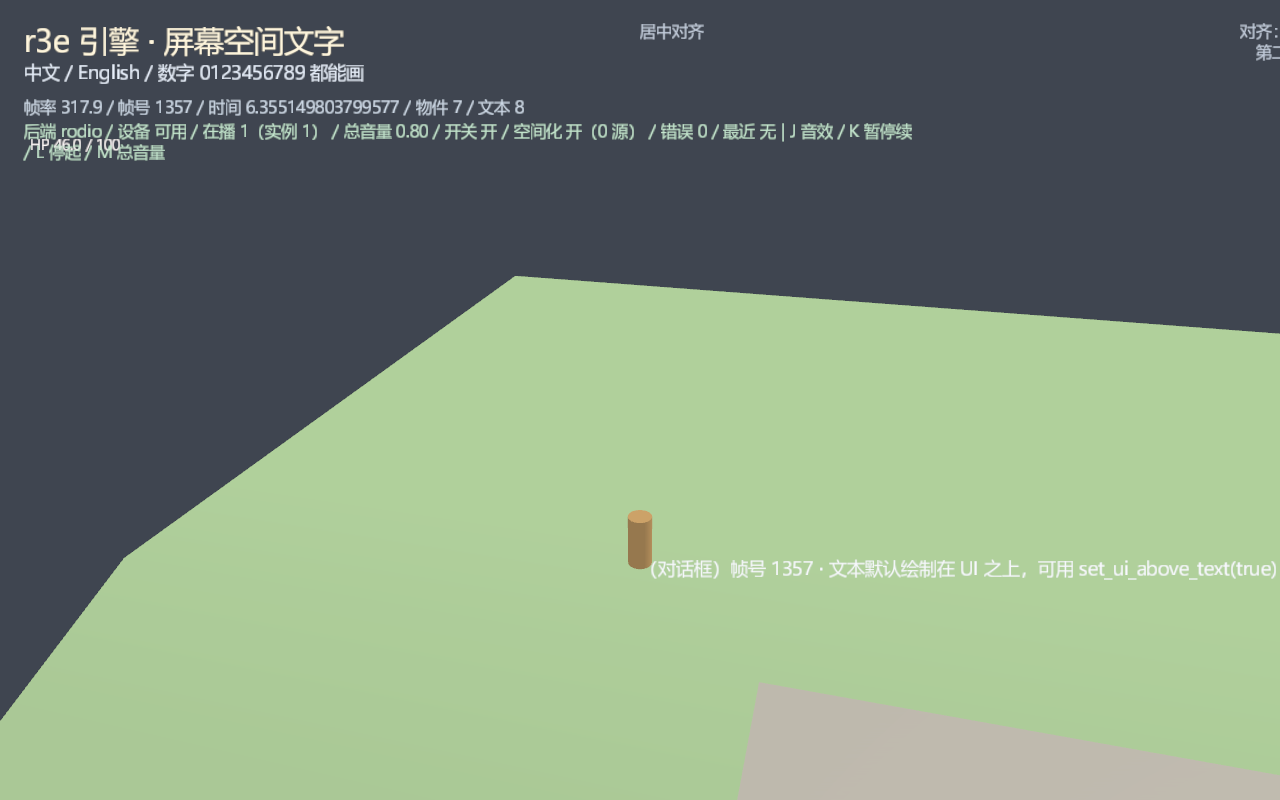 r3e 引擎 · 屏幕空间文字
居中对齐
对齐:
第二
中文 / English / 数字 0123456789 都能画
帧率 317.9 / 帧号 1357 / 时间 6.355149803799577 / 物件 7 / 文本 8
后端 rodio / 设备 可用 / 在播 1（实例 1） / 总音量 0.80 / 开关 开 / 空间化 开（0 源） / 错误 0 / 最近 无 | J 音效 / K 暂停续
HP 46.0 / 100
/ L 停起 / M 总音量
（对话框）帧号 1357 · 文本默认绘制在 UI 之上，可用 set_ui_above_text(true)